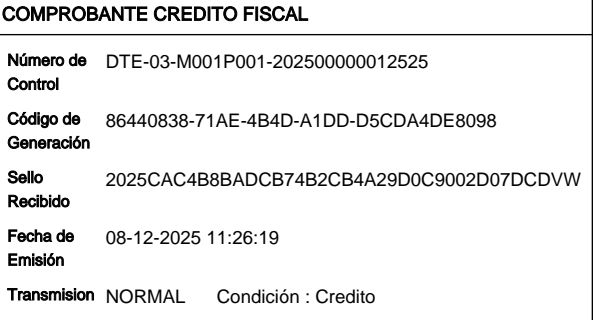 COMPROBANTE CREDITO FISCAL
Número de Control DTE-03-M001P001-202500000012525
Código de Generación 86440838-71AE-4B4D-A1DD-D5CDA4DE8098
Sello Recibido 2025CAC4B8BADCB74B2CB4A29D0C9002D07DCDVW
Fecha de Emisión 08-12-2025 11:26:19
Transmision NORMAL Condición : Credito